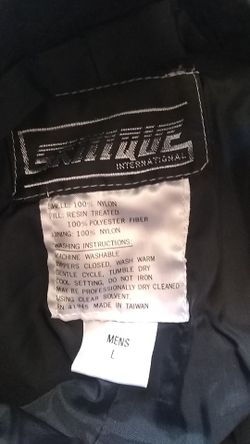 SKITIQUE
INTERNATIONAL
SHELL: 100% NYLON
FILL: RESIN TREATED
100% POLYESTER FIBER
LINING: 100% NYLON
WASHING INSTRUCTIONS:
MACHINE WASHABLE
ZIPPERS CLOSED, WASH WARM
GENTLE CYCLE, TUMBLE DRY
COOL SETTING, DO NOT IRON
MAY BE PROFESSIONALLY DRY CLEANED
USING CLEAR SOLVENT.
MADE IN TAIWAN
MENS
L